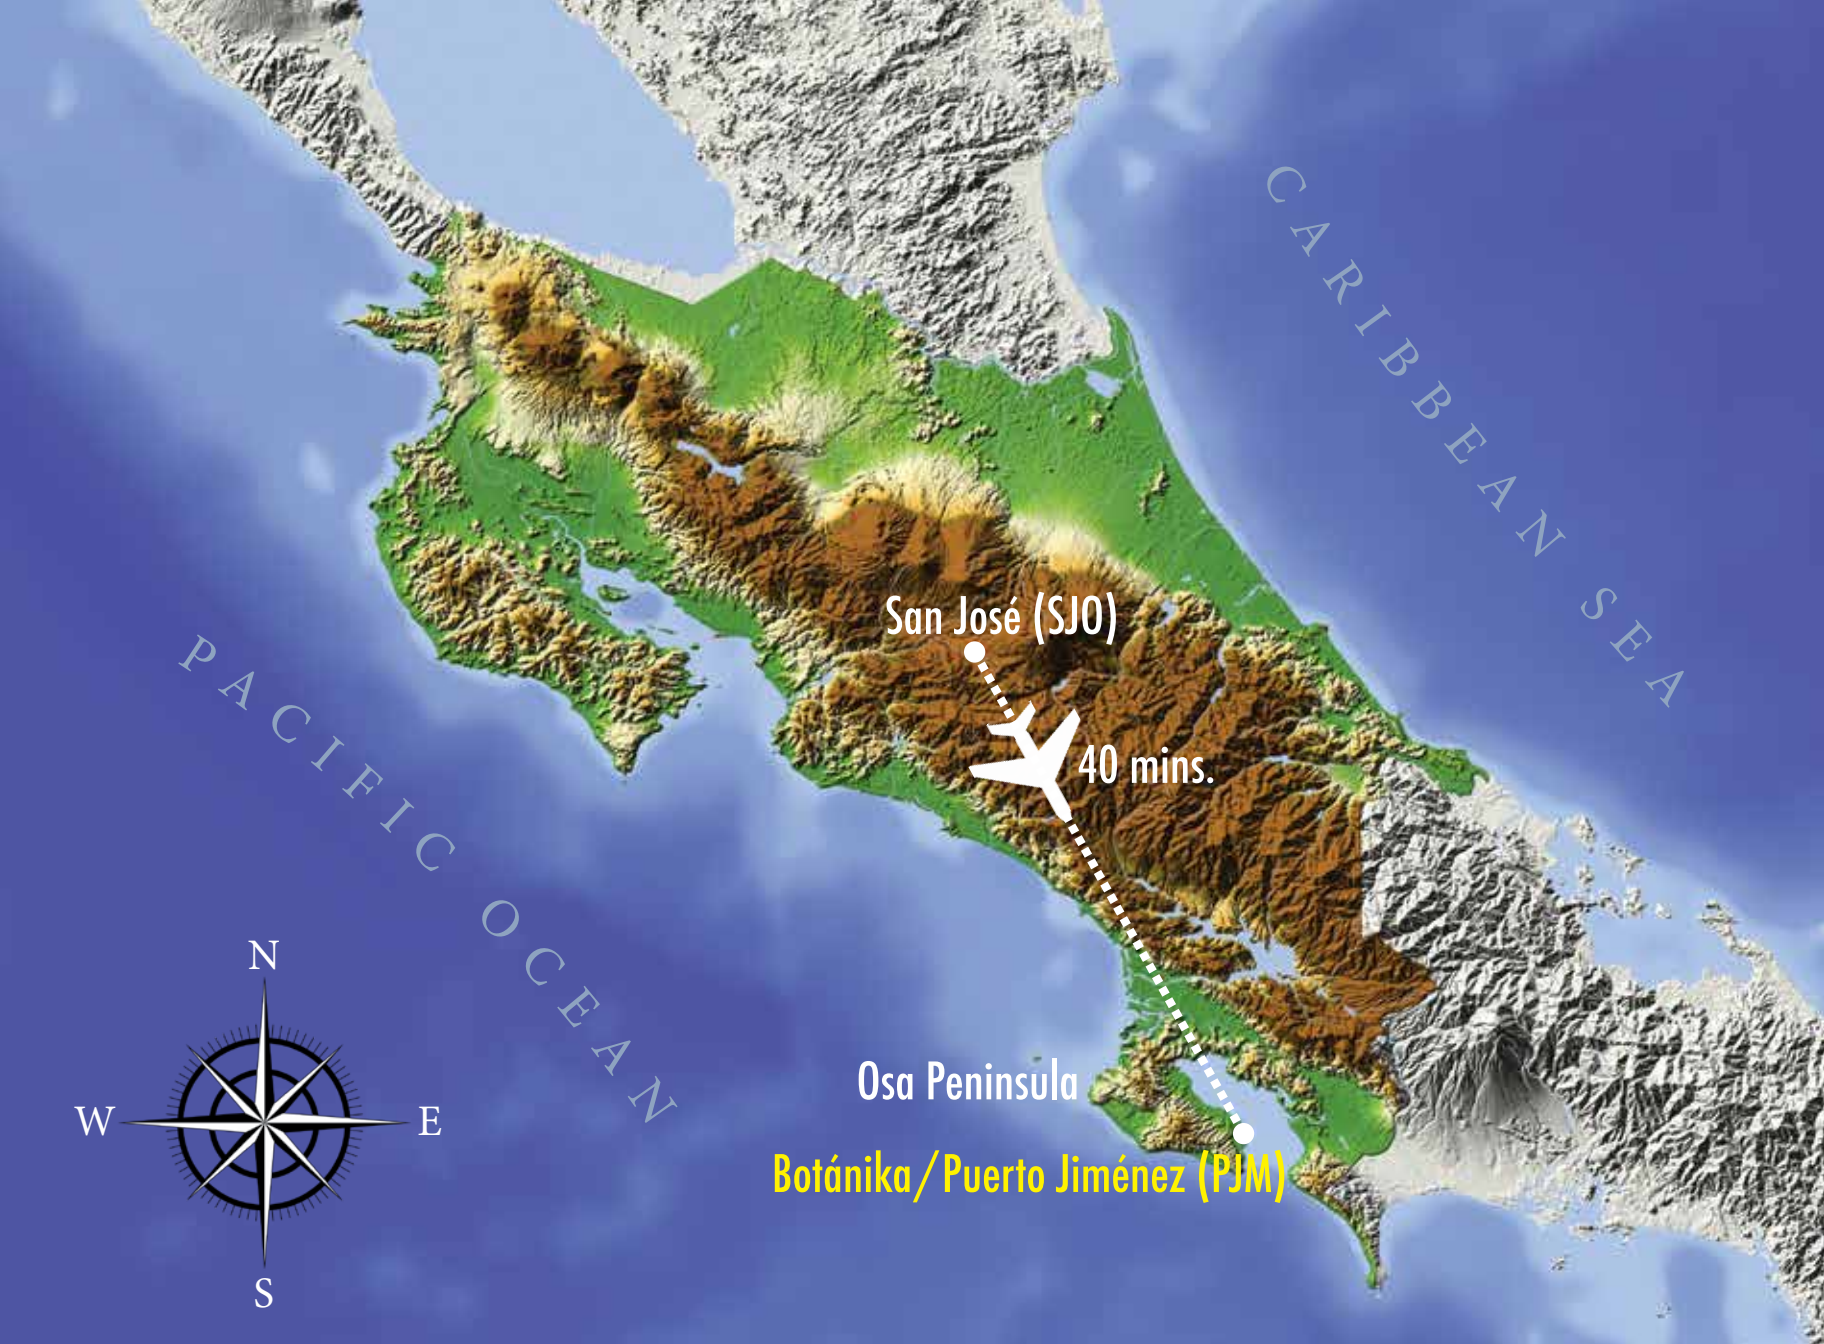 CARIBBEAN SEA
San José (SJO)
40 mins.
PACIFIC OCEAN
Osa Peninsula
Botánika/Puerto Jiménez (PJM)
N
W
E
S